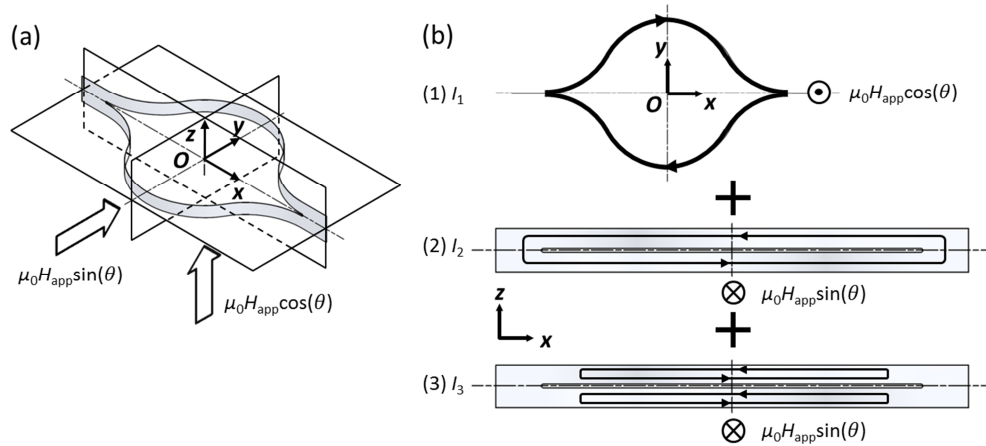 (a)
z
y
O
x
μ₀Happsin(θ)
μ₀Happcos(θ)
(b)
(1) I₁
y
O
x
μ₀Happcos(θ)
+
(2) I₂
μ₀Happsin(θ)
z
x
+
(3) I₃
μ₀Happsin(θ)